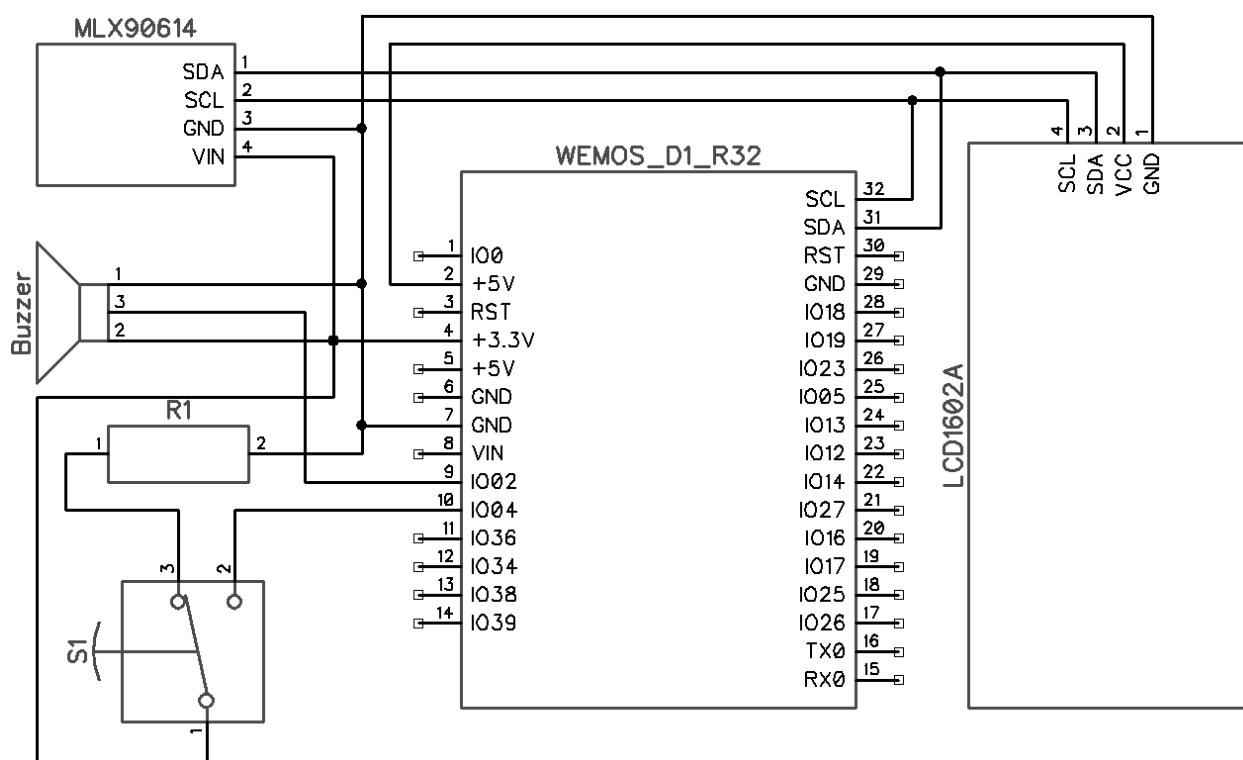 MLX90614
SDA 1
SCL 2
GND 3
VIN 4
WEMOS_D1_R32
1 IO0
2 +5V
3 RST
4 +3.3V
5 +5V
6 GND
7 GND
8 VIN
9 IO02
10 IO04
11 IO36
12 IO34
13 IO38
14 IO39
SCL 32
SDA 31
RST 30
GND 29
IO18 28
IO19 27
IO23 26
IO05 25
IO13 24
IO12 23
IO14 22
IO27 21
IO16 20
IO17 19
IO25 18
IO26 17
TX0 16
RX0 15
4 SCL
3 SDA
2 VCC
1 GND
LCD1602A
Buzzer
1
3
2
R1
1 2
S1
3 2
1